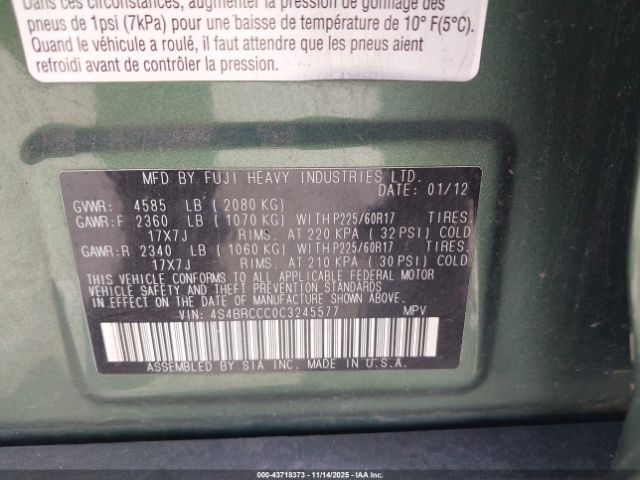 Dans ces circonstances, augmenter la pression de gonflage des
pneus de 1psi (7kPa) pour une baisse de température de 10° F(5°C).
Quand le véhicule a roulé, il faut attendre que les pneus aient
refroidi avant de contrôler la pression.
MFD BY FUJI HEAVY INDUSTRIES LTD.
DATE: 01/12
GVWR: 4585 LB ( 2080 KG)
GAWR:F 2360 LB ( 1070 KG) WITH P225/60R17 TIRES
17X7J RIMS. AT 220 KPA ( 32 PSI) COLD
GAWR:R 2340 LB ( 1060 KG) WITH P225/60R17 TIRES.
17X7J RIMS. AT 210 KPA ( 30 PSI) COLD
THIS VEHICLE CONFORMS TO ALL APPLICABLE FEDERAL MOTOR
VEHICLE SAFETY AND THEFT PREVENTION STANDARDS
IN EFFECT ON THE DATE OF MANUFACTURE SHOWN ABOVE.
VIN: 4S4BRCCC0C3245577 MPV
ASSEMBLED BY SIA INC. MADE IN U.S.A.
© IAA - 43718373 | 11/14/2025 - IAAI.COM